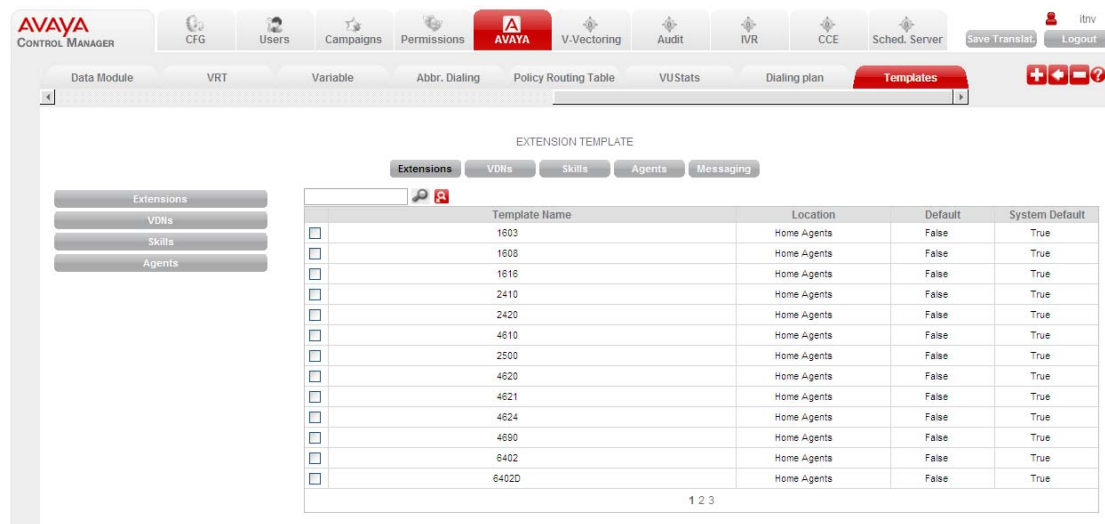 AVAYA
CONTROL MANAGER
CFG
Users
Campaigns
Permissions
AVAYA
V-Vectoring
Audit
IVR
CCE
Sched. Server
itnv
Save Translat.
Logout
Data Module
VRT
Variable
Abbr. Dialing
Policy Routing Table
VUStats
Dialing plan
Templates
EXTENSION TEMPLATE
Extensions
VDNs
Skills
Agents
Messaging
Extensions
VDNs
Skills
Agents
Template Name Location Default System Default
1603 Home Agents False True
1608 Home Agents False True
1616 Home Agents False True
2410 Home Agents False True
2420 Home Agents False True
4610 Home Agents False True
2500 Home Agents False True
4620 Home Agents False True
4621 Home Agents False True
4624 Home Agents False True
4690 Home Agents False True
6402 Home Agents False True
6402D Home Agents False True
1 2 3